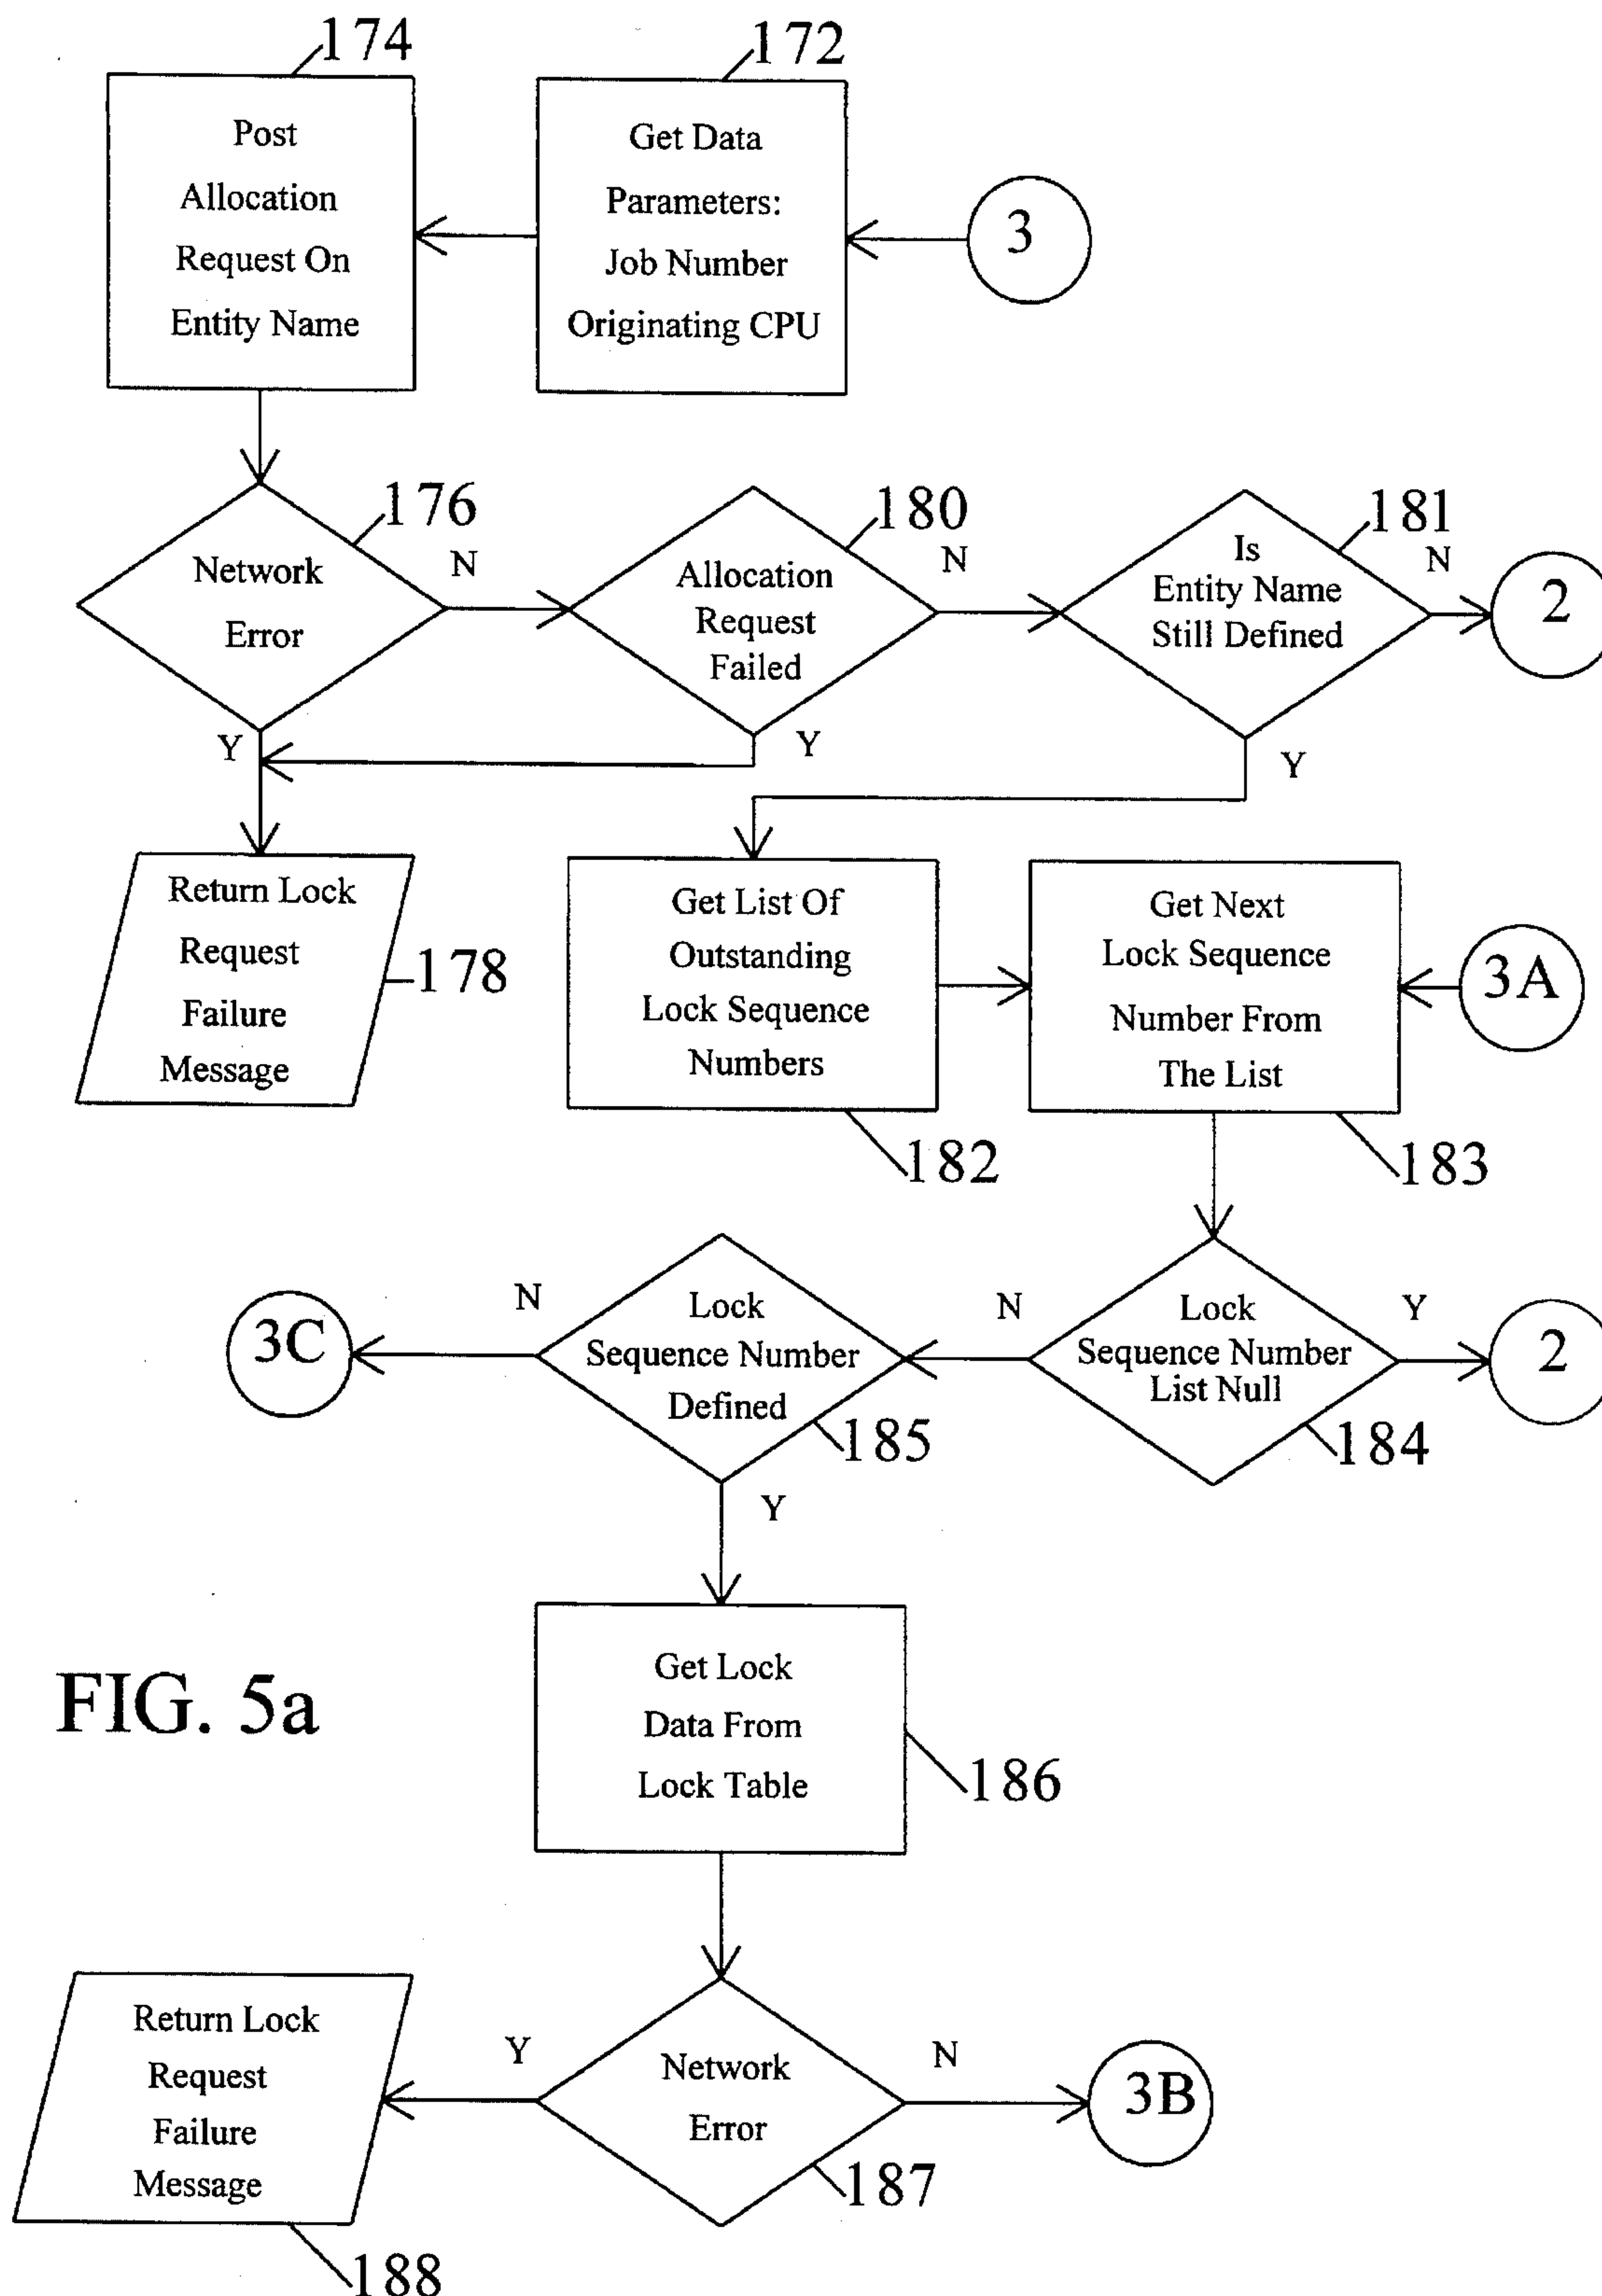 174
172
Post
Allocation
Request On
Entity Name
Get Data
Parameters:
Job Number
Originating CPU
3
176
180
181
Network
Error
N
Allocation
Request
Failed
N
Is
Entity Name
Still Defined
N
2
Y
Y
Y
Return Lock
Request
Failure
Message
178
Get List Of
Outstanding
Lock Sequence
Numbers
182
Get Next
Lock Sequence
Number From
The List
183
3A
3C
N
Lock
Sequence Number
Defined
185
N
Lock
Sequence Number
List Null
184
Y
2
Y
Get Lock
Data From
Lock Table
186
FIG. 5a
Return Lock
Request
Failure
Message
188
Y
Network
Error
187
N
3B